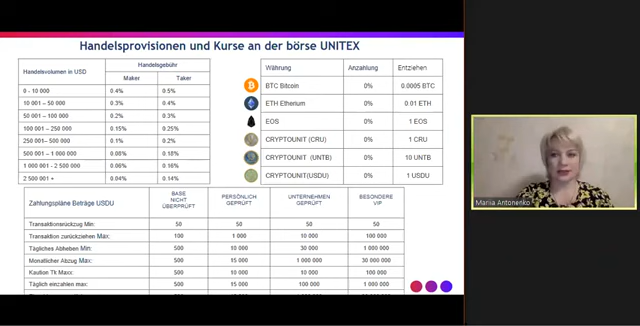 Handelsprovisionen und Kurse an der börse UNITEX
Handelsvolumen in USD Handelsgebühr
Maker Taker
0 - 10 000 0.4% 0.5%
10 001 – 50 000 0.3% 0.4%
50 001 – 100 000 0.2% 0.3%
100 001 – 250 000 0.15% 0.25%
250 001– 500 000 0.1% 0.2%
500 001 – 1 000 000 0.08% 0.18%
1 000 001 - 2 500 000 0.06% 0.16%
2 500 001 + 0.04% 0.14%
Währung Anzahlung Entziehen
BTC Bitcoin 0% 0.0005 BTC
ETH Etherium 0% 0.01 ETH
EOS 0% 1 EOS
CRYPTOUNIT (CRU) 0% 1 CRU
CRYPTOUNIT (UNTB) 0% 10 UNTB
CRYPTOUNIT(USDU) 0% 1 USDU
Zahlungspläne Beträge USDU BASE NICHT ÜBERPRÜFT PERSÖNLICH GEPRÜFT UNTERNEHMEN GEPRÜFT BESONDERE VIP
Transaktionsrückzug Min: 50 50 50 50
Transaktion zurückziehen Max: 100 1 000 10 000 100 000
Tägliches Abheben Min: 500 10 000 30 000 1 000 000
Monatlicher Abzug Max: 500 15 000 1 000 000 30 000 000
Kaution Tk Maxx: 500 10 000 10 000 100 000
Täglich einzahlen max: 500 15 000 100 000 1 000 000
Mariia Antonenko